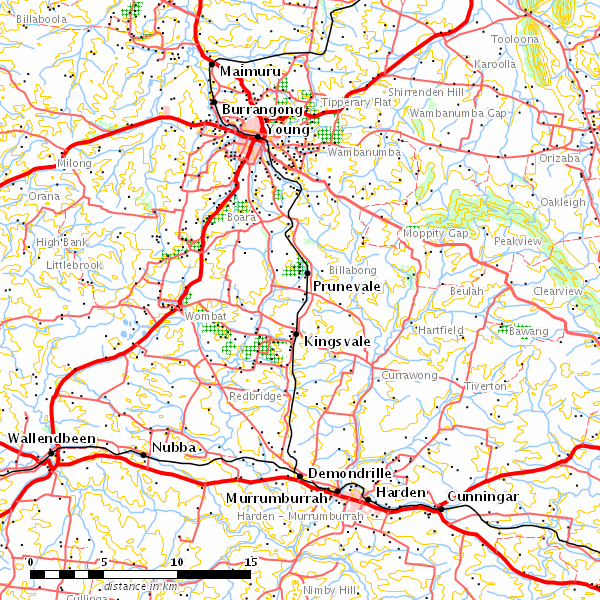 Billaboola
Tooloona
Karoolla
Maimuru
Shirrenden Hill
Tipperary Flat
Burrangong
Wambanumba Gap
Young
Wambanumba
Orizaba
Milong
Orana
Oakleigh
Boara
Moppity Gap
High Bank
Peakview
Littlebrook
Billabong
Prunevale
Beulah
Clearview
Wombat
Hartfield
Bawang
Kingsvale
Currawong
Tiverton
Redbridge
Wallendbeen
Nubba
Demondrille
Murrumburrah
Harden
Cunningar
Harden - Murrumburrah
0 5 10 15
distance in km
Nimby Hill
Cullinga